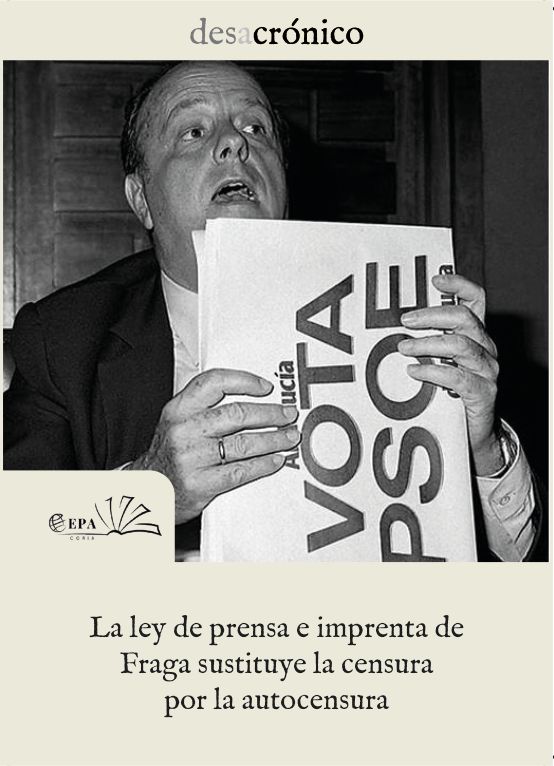 desacrónico
Andalucía
VOTA
PSOE
EPA
CORIA
La ley de prensa e imprenta de
Fraga sustituye la censura
por la autocensura